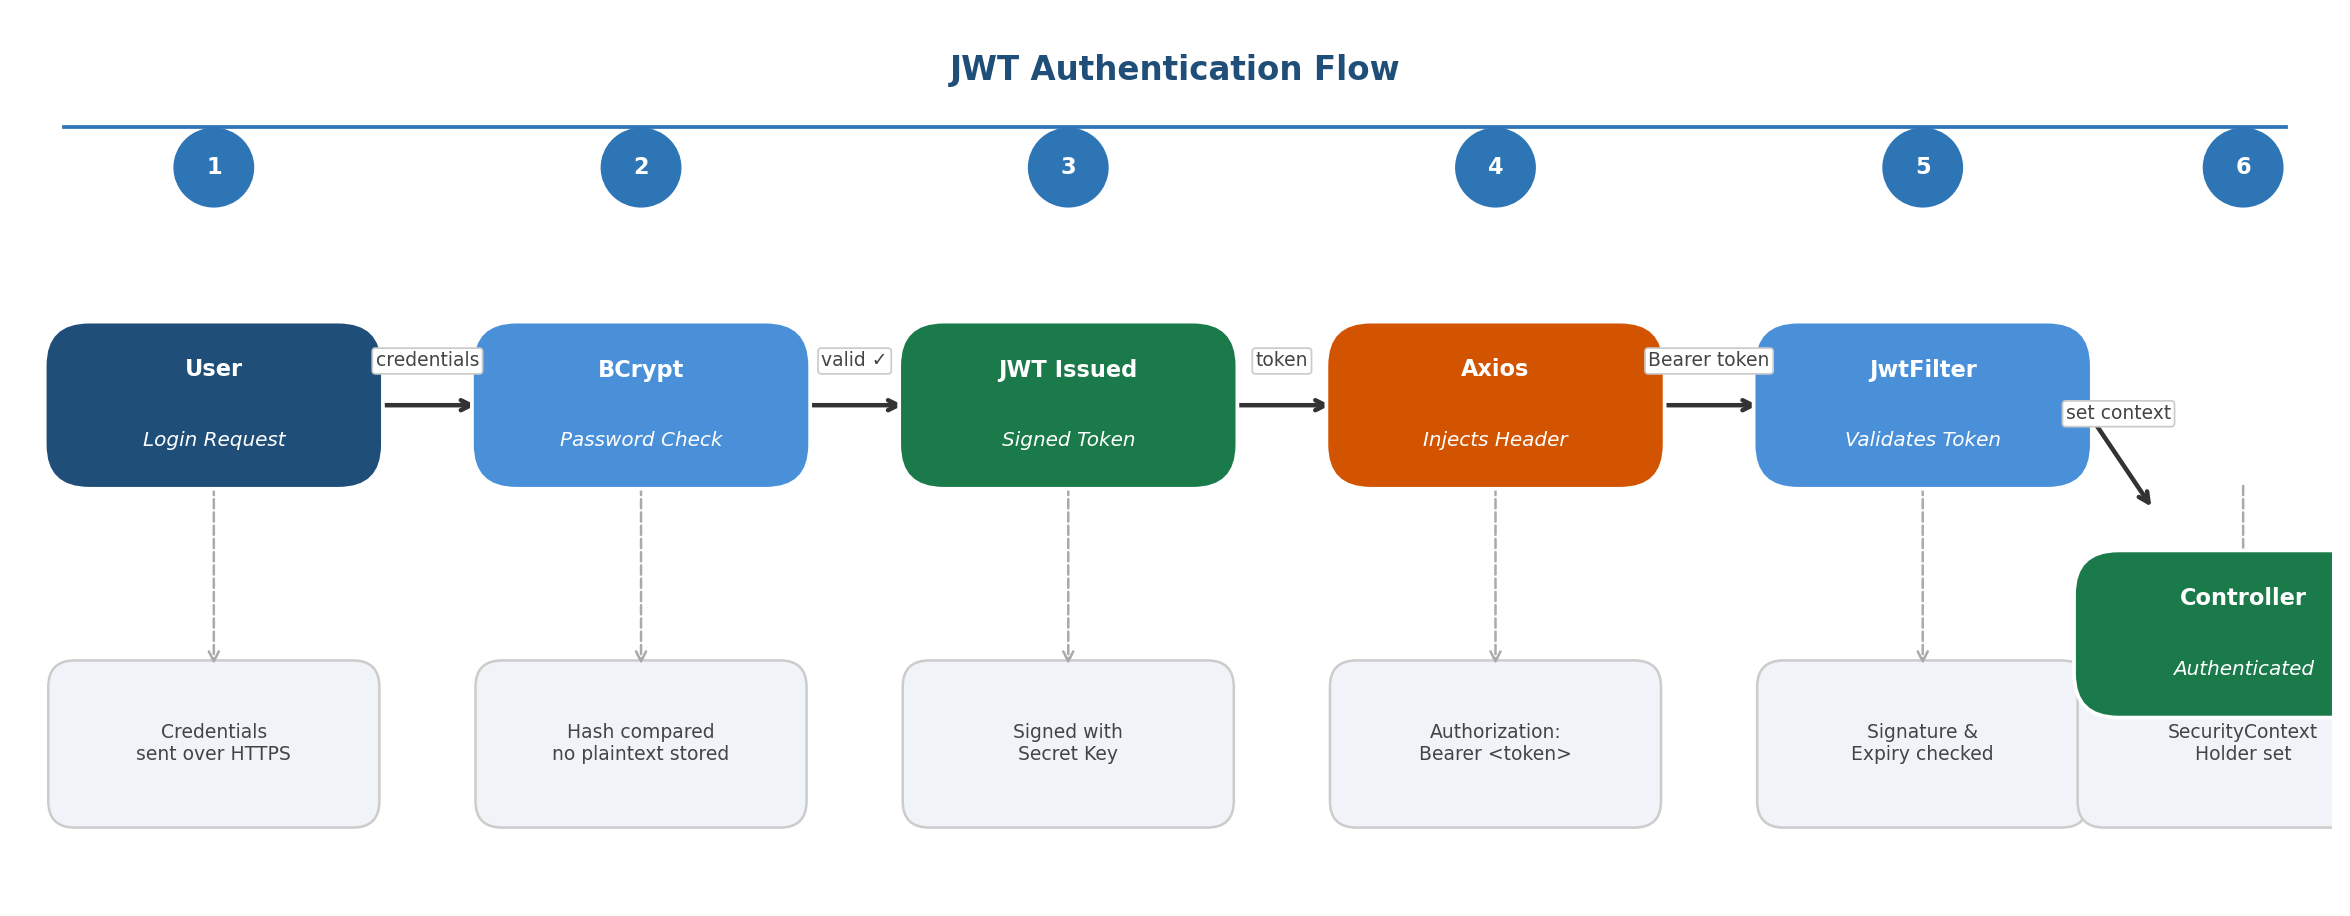 JWT Authentication Flow
1
2
3
4
5
6
User
Login Request
credentials
BCrypt
Password Check
valid ✓
JWT Issued
Signed Token
token
Axios
Injects Header
Bearer token
JwtFilter
Validates Token
set context
Controller
Authenticated
Credentials
sent over HTTPS
Hash compared
no plaintext stored
Signed with
Secret Key
Authorization:
Bearer <token>
Signature &
Expiry checked
SecurityContext
Holder set